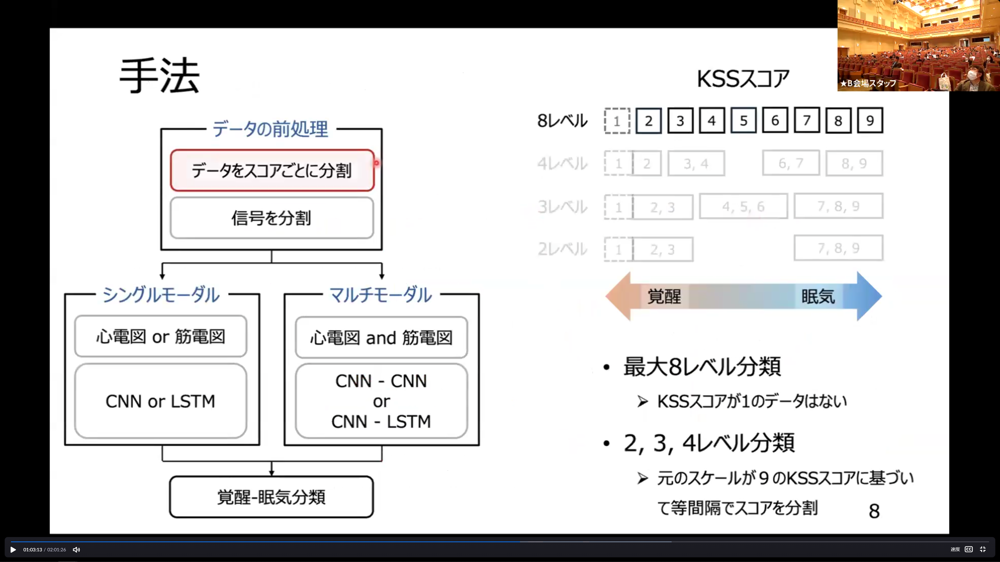 手法
データの前処理
データをスコアごとに分割
信号を分割
シングルモーダル
心電図 or 筋電図
CNN or LSTM
マルチモーダル
心電図 and 筋電図
CNN - CNN
or
CNN - LSTM
覚醒-眠気分類
KSSスコア
8レベル 1 2 3 4 5 6 7 8 9
4レベル 1 2 3, 4 6, 7 8, 9
3レベル 1 2, 3 4, 5, 6 7, 8, 9
2レベル 1 2, 3 7, 8, 9
覚醒 眠気
• 最大8レベル分類
➢ KSSスコアが1のデータはない
• 2, 3, 4レベル分類
➢ 元のスケールが９のKSSスコアに基づい
て等間隔でスコアを分割
8
★B会場スタッフ
01:03:13 / 02:01:26
速度 CC